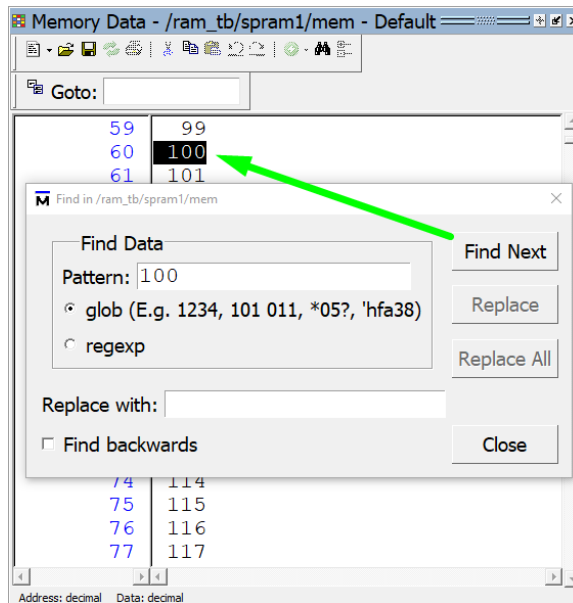 Memory Data - /ram_tb/spram1/mem - Default
Goto:
59 99
60 100
61 101
Find in /ram_tb/spram1/mem
Find Data
Pattern: 100
glob (E.g. 1234, 101 011, *05?, 'hfa38)
regexp
Find Next
Replace
Replace All
Replace with:
Find backwards
Close
74 114
75 115
76 116
77 117
Address: decimal Data: decimal